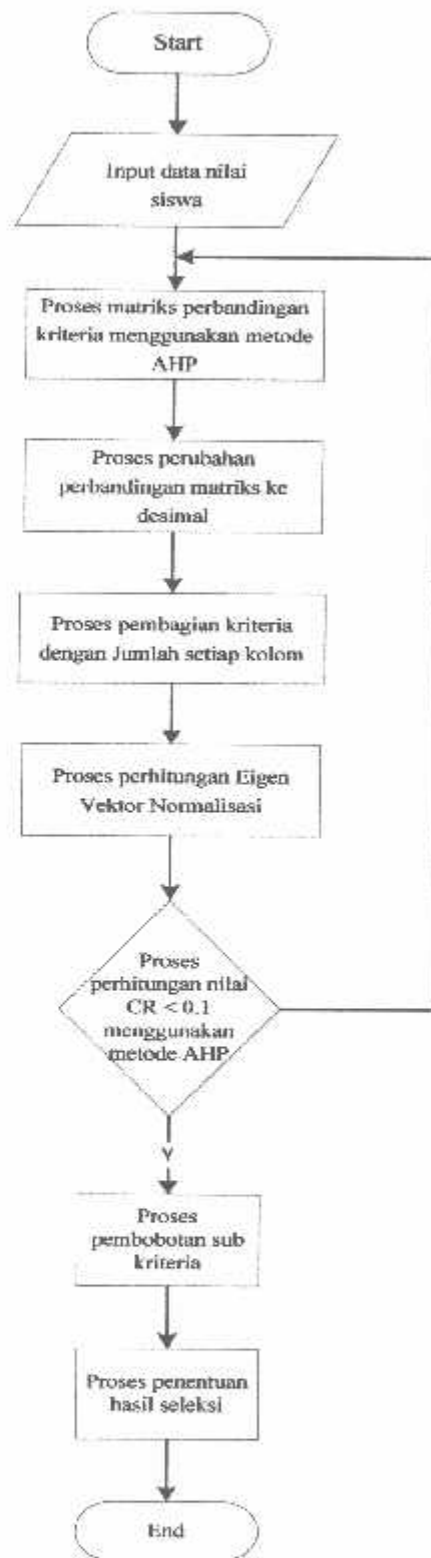 Start
Input data nilai
siswa
Proses matriks perbandingan
kriteria menggunakan metode
AHP
Proses perubahan
perbandingan matriks ke
desimal
Proses pembagian kriteria
dengan Jumlah setiap kolom
Proses perhitungan Eigen
Vektor Normalisasi
Proses
perhitungan nilai
CR < 0.1
menggunakan
metode AHP
Y
Proses
pembobotan sub
kriteria
Proses penentuan
hasil seleksi
End